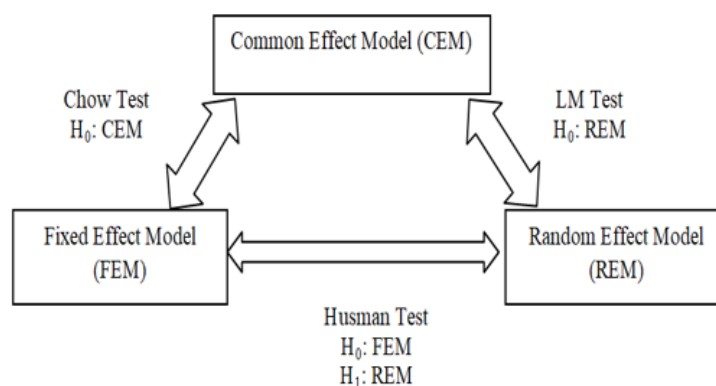 Common Effect Model (CEM)
Chow Test
H₀: CEM
LM Test
H₀: REM
Fixed Effect Model
(FEM)
Random Effect Model
(REM)
Husman Test
H₀: FEM
H₁: REM